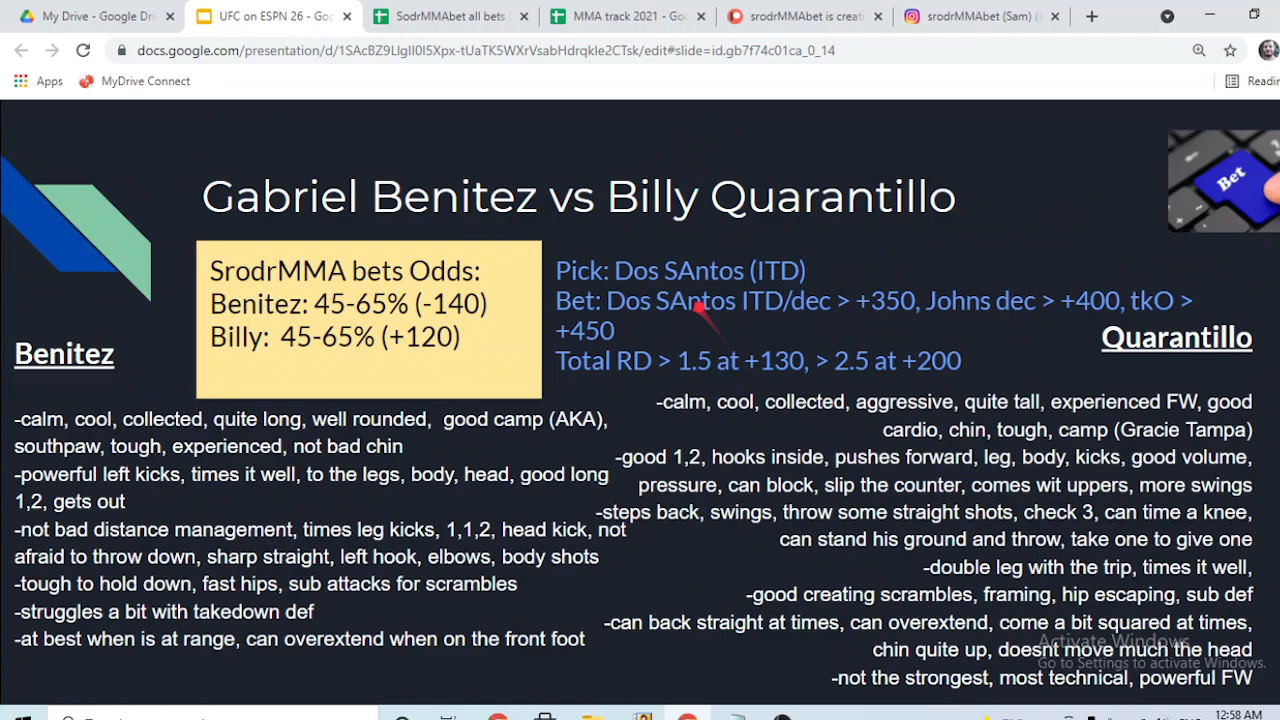 My Drive - Google Dri
UFC on ESPN 26 - Goo
SodrMMAbet all bets
MMA track 2021 - Goo
srodrMMAbet is creat
srodrMMAbet (Sam) (
docs.google.com/presentation/d/1SAcBZ9LlgIl0I5Xpx-tUaTK5WXrVsabHdrqkle2CTsk/edit#slide=id.gb7f74c01ca_0_14
Apps
MyDrive Connect
Readin
Gabriel Benitez vs Billy Quarantillo
Bet
SrodrMMA bets Odds:
Benitez: 45-65% (-140)
Billy: 45-65% (+120)
Pick: Dos SAntos (ITD)
Bet: Dos SAntos ITD/dec > +350, Johns dec > +400, tkO >
+450
Total RD > 1.5 at +130, > 2.5 at +200
Benitez
-calm, cool, collected, quite long, well rounded, good camp (AKA),
southpaw, tough, experienced, not bad chin
-powerful left kicks, times it well, to the legs, body, head, good long
1,2, gets out
-not bad distance management, times leg kicks, 1,1,2, head kick, not
afraid to throw down, sharp straight, left hook, elbows, body shots
-tough to hold down, fast hips, sub attacks for scrambles
-struggles a bit with takedown def
-at best when is at range, can overextend when on the front foot
Quarantillo
-calm, cool, collected, aggressive, quite tall, experienced FW, good
cardio, chin, tough, camp (Gracie Tampa)
-good 1,2, hooks inside, pushes forward, leg, body, kicks, good volume,
pressure, can block, slip the counter, comes wit uppers, more swings
-steps back, swings, throw some straight shots, check 3, can time a knee,
can stand his ground and throw, take one to give one
-double leg with the trip, times it well,
-good creating scrambles, framing, hip escaping, sub def
-can back straight at times, can overextend, come a bit squared at times,
chin quite up, doesnt move much the head
-not the strongest, most technical, powerful FW
Activate Windows
Go to Settings to activate Windows.
12:58 AM